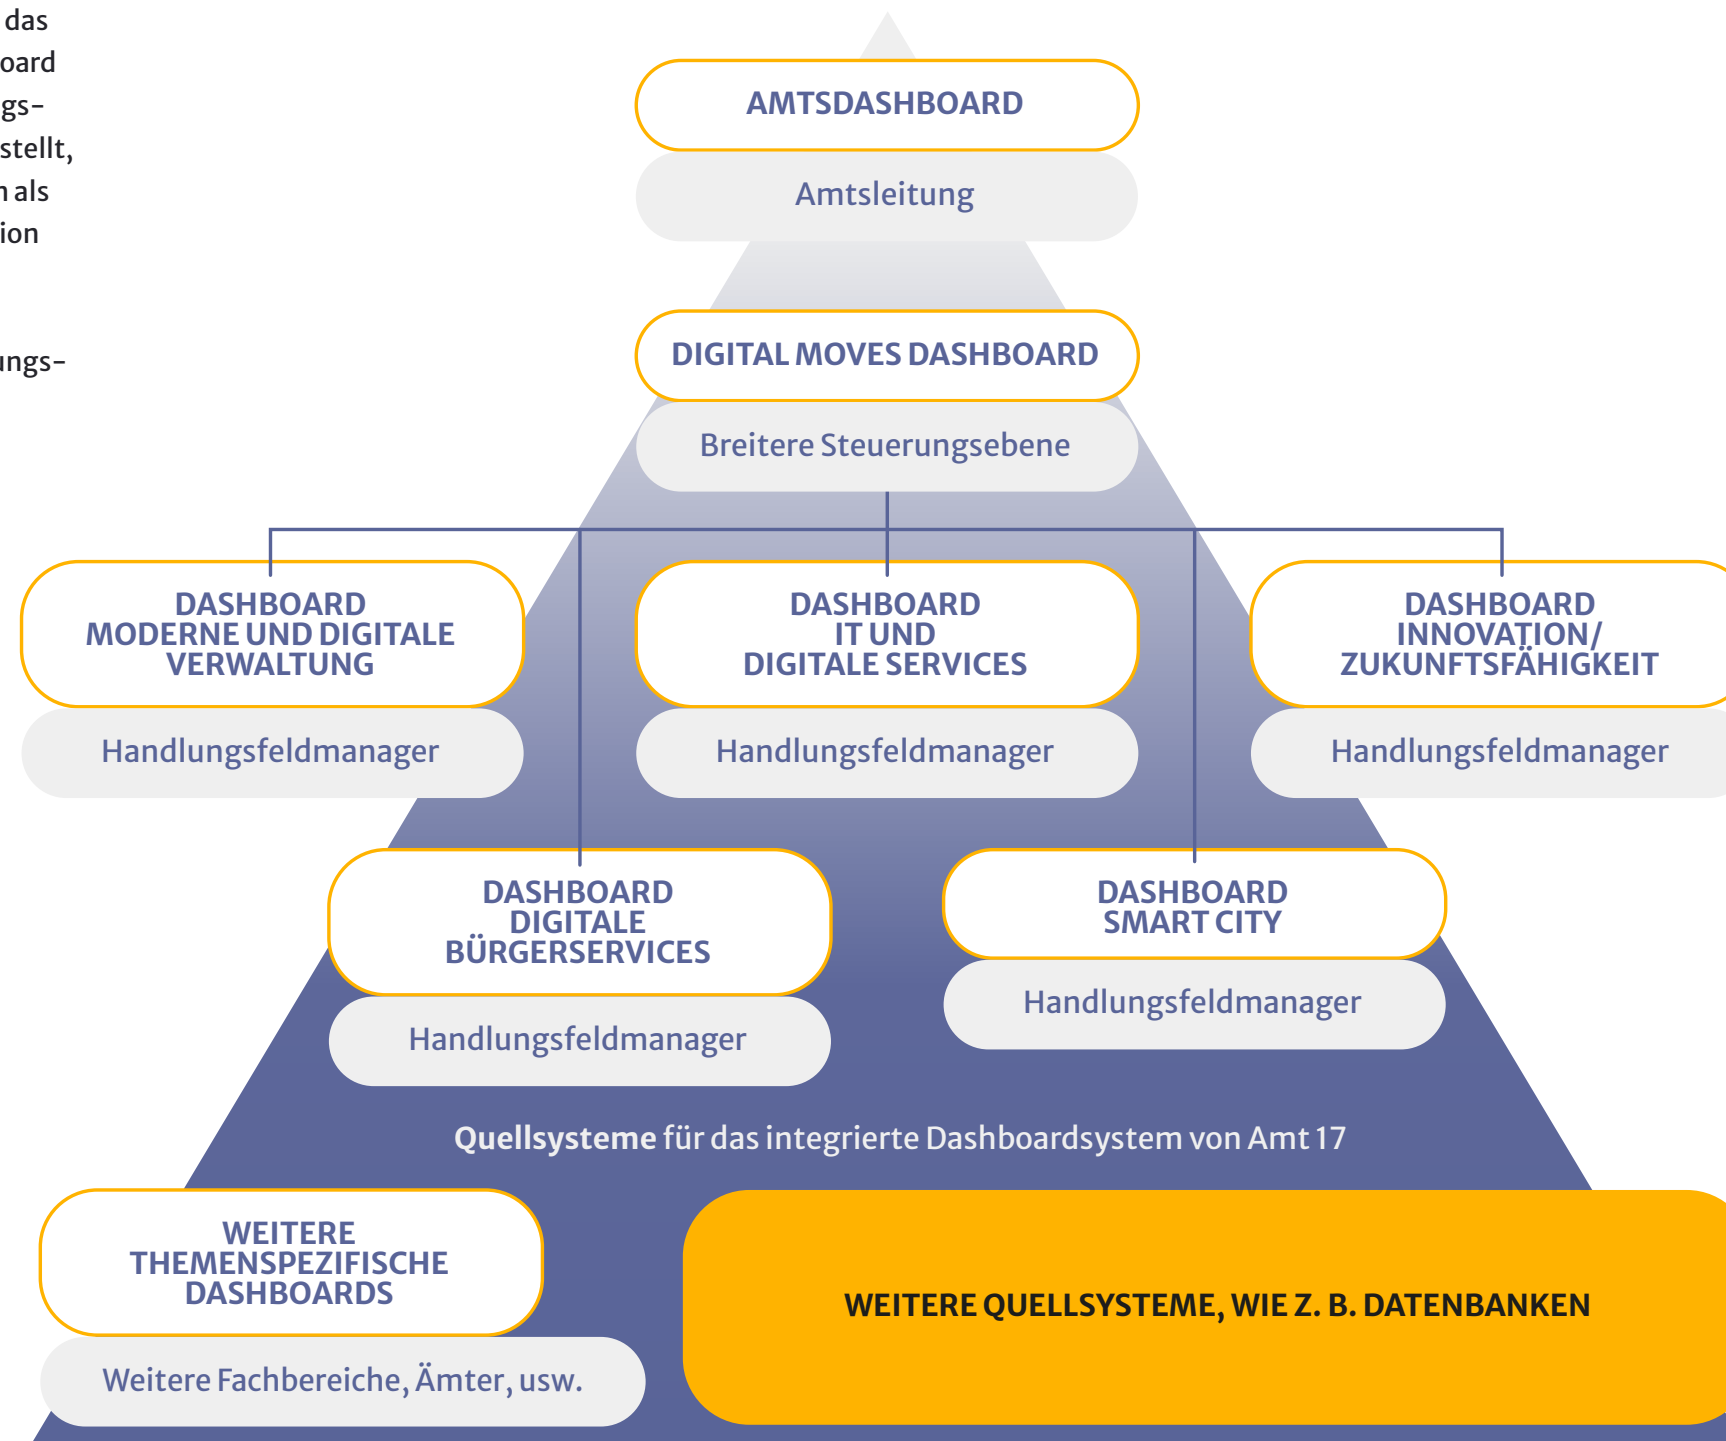 das
oard
gs-
stellt,
als
ion
ungs-
AMTSDASHBOARD
Amtsleitung
DIGITAL MOVES DASHBOARD
Breitere Steuerungsebene
DASHBOARD
MODERNE UND DIGITALE
VERWALTUNG
Handlungsfeldmanager
DASHBOARD
IT UND
DIGITALE SERVICES
Handlungsfeldmanager
DASHBOARD
INNOVATION/
ZUKUNFTSFÄHIGKEIT
Handlungsfeldmanager
DASHBOARD
DIGITALE
BÜRGERSERVICES
Handlungsfeldmanager
DASHBOARD
SMART CITY
Handlungsfeldmanager
Quellsysteme für das integrierte Dashboardsystem von Amt 17
WEITERE
THEMENSPEZIFISCHE
DASHBOARDS
Weitere Fachbereiche, Ämter, usw.
WEITERE QUELLSYSTEME, WIE Z. B. DATENBANKEN